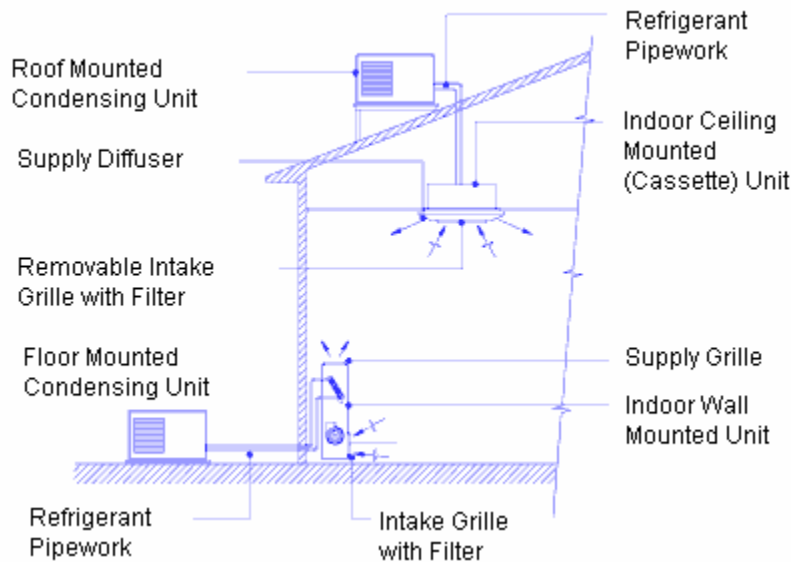 Refrigerant
Pipework
Roof Mounted
Condensing Unit
Indoor Ceiling
Mounted
(Cassette) Unit
Supply Diffuser
Removable Intake
Grille with Filter
Floor Mounted
Condensing Unit
Supply Grille
Indoor Wall
Mounted Unit
Refrigerant
Pipework
Intake Grille
with Filter